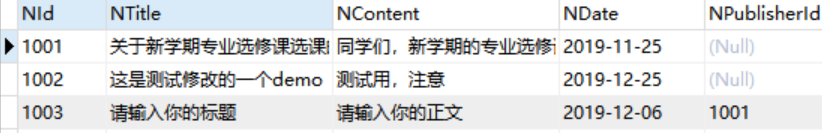 NId NTitle NContent NDate NPublisherId
1001 关于新学期专业选修课选课 同学们，新学期的专业选修 2019-11-25 (Null)
1002 这是测试修改的一个demo 测试用，注意 2019-12-25 (Null)
1003 请输入你的标题 请输入你的正文 2019-12-06 1001